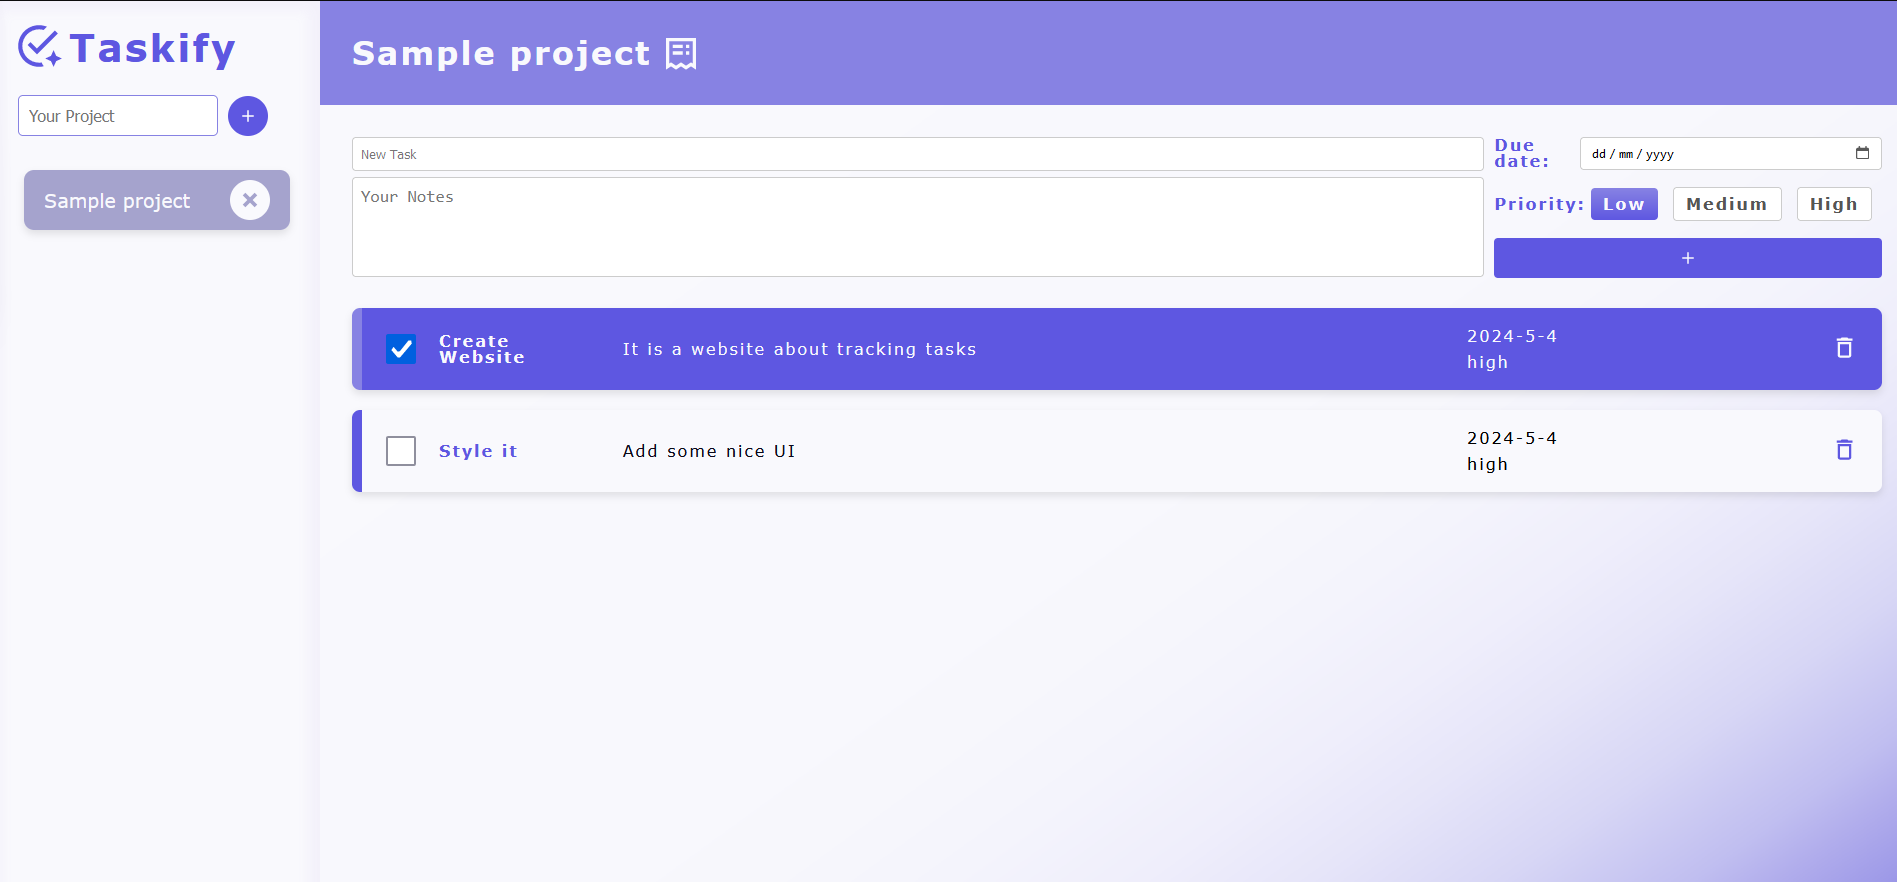 Taskify
Your Project
+
Sample project
Sample project
New Task
Your Notes
Due
date:
dd / mm / yyyy
Priority: Low Medium High
+
Create
Website
It is a website about tracking tasks
2024-5-4
high
Style it
Add some nice UI
2024-5-4
high